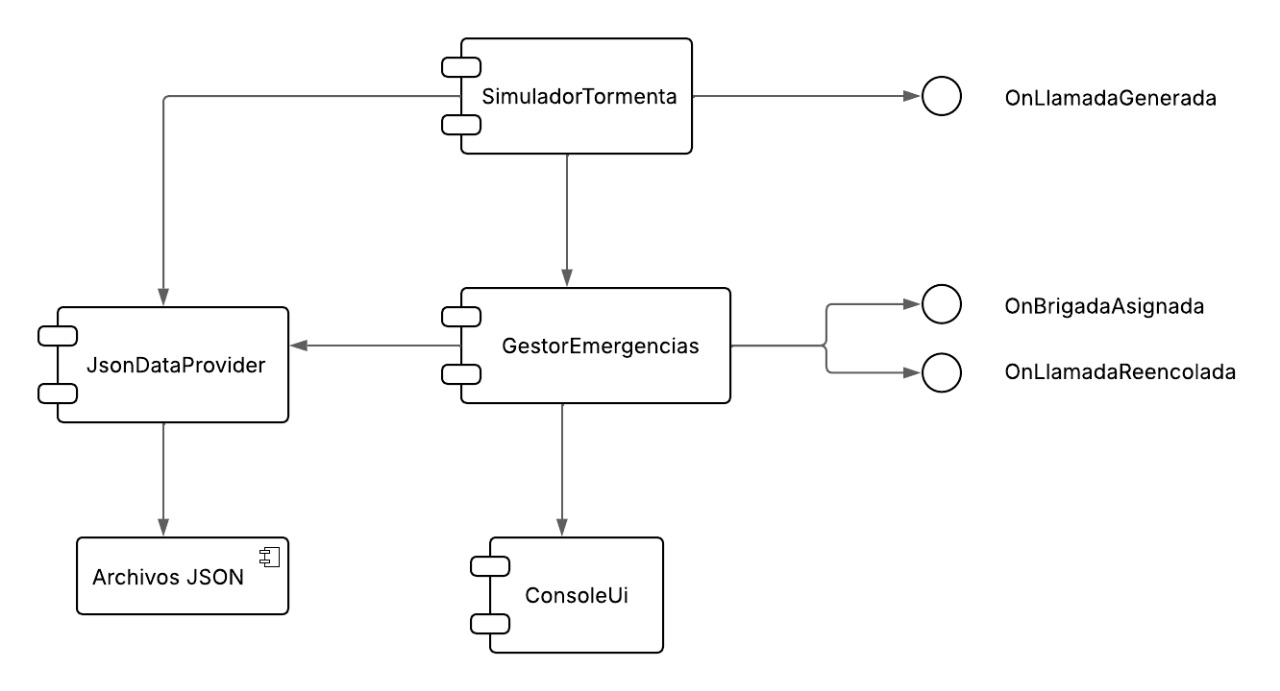 SimuladorTormenta
OnLlamadaGenerada
OnBrigadaAsignada
GestorEmergencias
JsonDataProvider
OnLlamadaReencolada
Archivos JSON
ConsoleUi